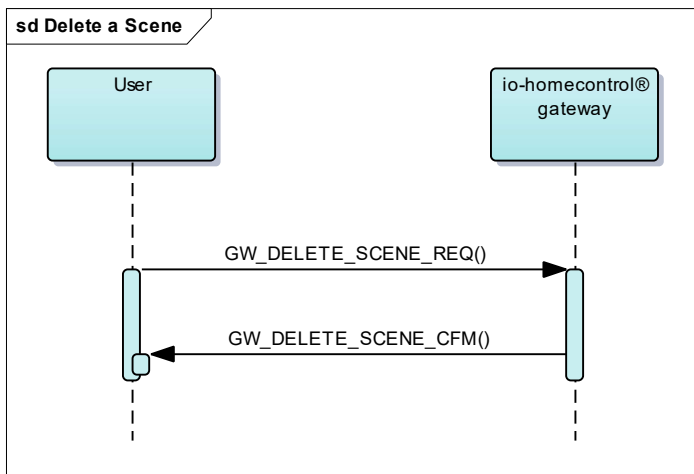 sd Delete a Scene
User
io-homecontrol®
gateway
GW_DELETE_SCENE_REQ()
GW_DELETE_SCENE_CFM()